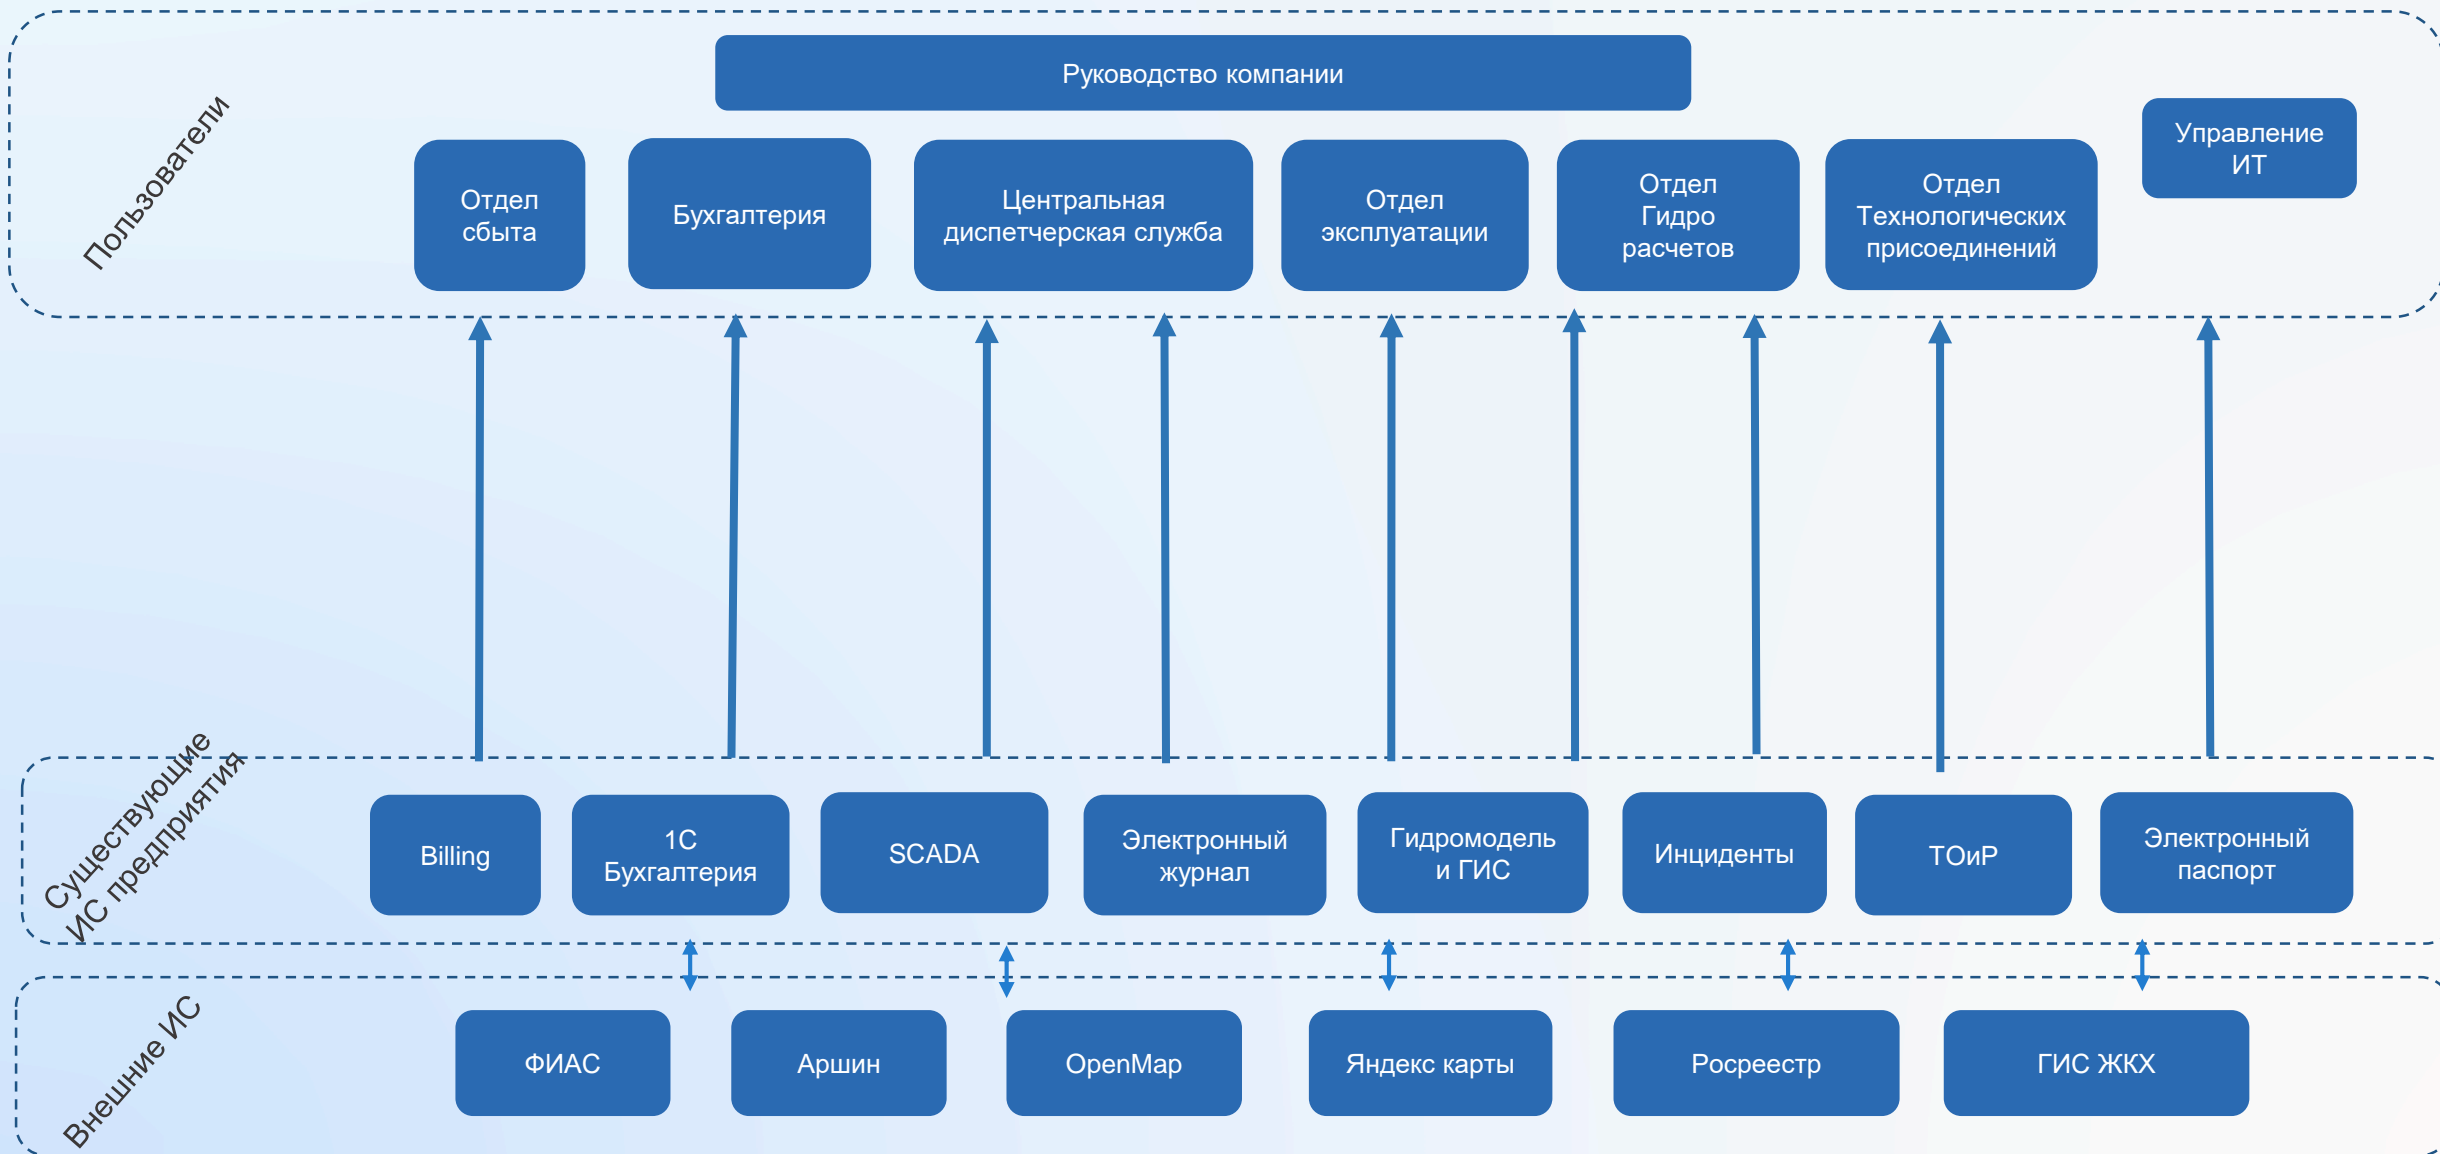 Руководство компании
Пользователи
Управление
ИТ
Отдел
сбыта
Бухгалтерия
Центральная
диспетчерская служба
Отдел
эксплуатации
Отдел
Гидро
расчетов
Отдел
Технологических
присоединений
Существующие
ИС предприятия
Billing
1С
Бухгалтерия
SCADA
Электронный
журнал
Гидромодель
и ГИС
Инциденты
ТОиР
Электронный
паспорт
Внешние ИС
ФИАС
Аршин
OpenMap
Яндекс карты
Росреестр
ГИС ЖКХ